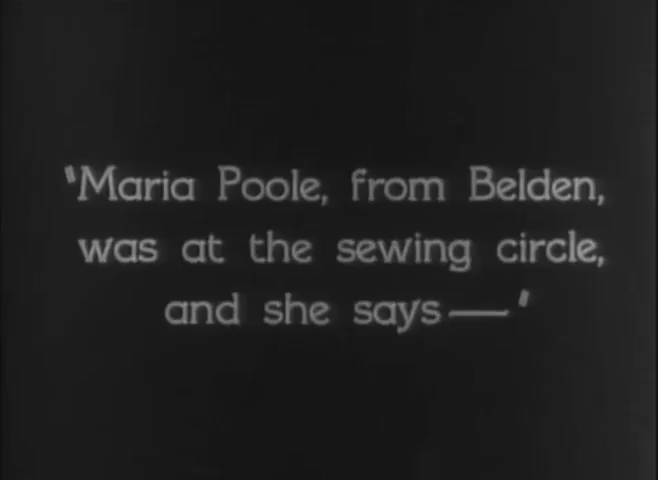 "Maria Poole, from Belden,
was at the sewing circle,
and she says—"